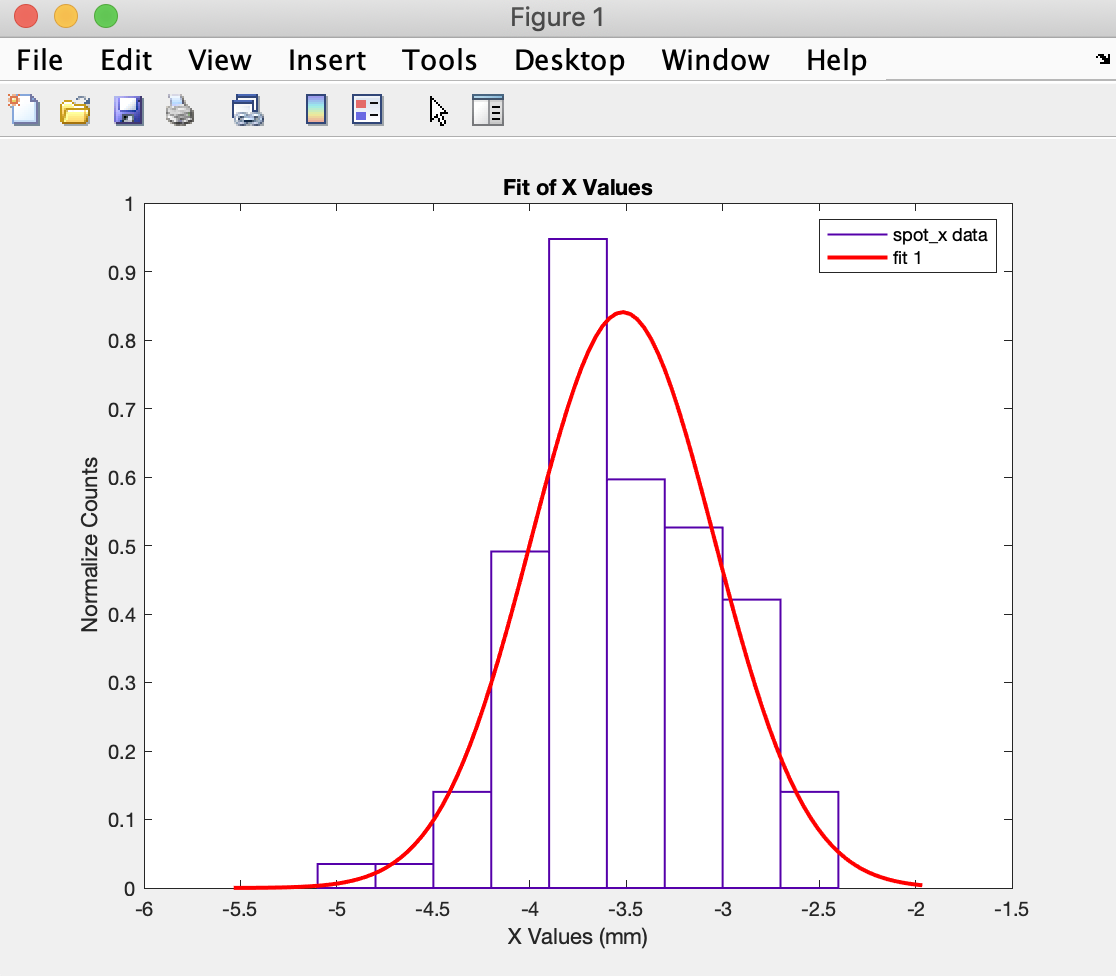 Figure 1
File Edit View Insert Tools Desktop Window Help
Fit of X Values
spot_x data
fit 1
1
0.9
0.8
0.7
0.6
0.5
0.4
0.3
0.2
0.1
0
Normalize Counts
-6 -5.5 -5 -4.5 -4 -3.5 -3 -2.5 -2 -1.5
X Values (mm)